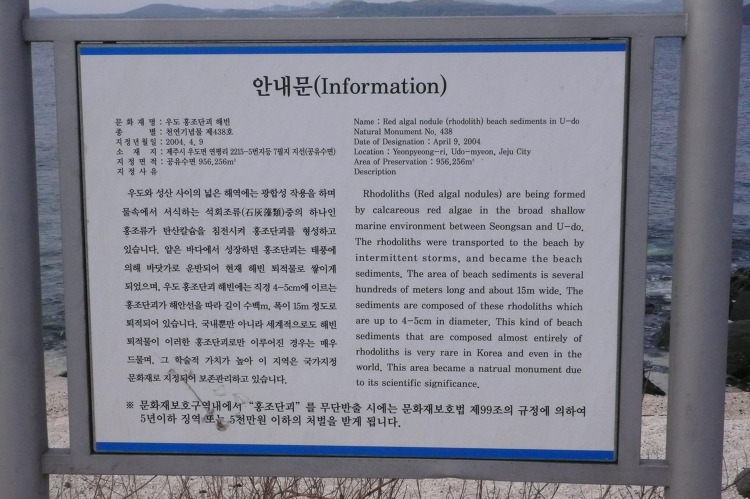 안내문(Information)
문 화 재 명 : 우도 홍조단괴 해빈
종 별 : 천연기념물 제438호
지정년월일 : 2004. 4. 9
소 재 지 : 제주시 우도면 연평리 2215-5번지등 7필지 지선(공유수면)
지 정 면 적 : 공유수면 956,256m²
지 정 사 유
우도와 성산 사이의 넓은 해역에는 광합성 작용을 하며
물속에서 서식하는 석회조류(石灰藻類)중의 하나인
홍조류가 탄산칼슘을 침전시켜 홍조단괴를 형성하고
있습니다. 얕은 바다에서 성장하던 홍조단괴는 태풍에
의해 바닷가로 운반되어 현재 해빈 퇴적물로 쌓이게
되었으며, 우도 홍조단괴 해빈에는 직경 4-5cm에 이르는
홍조단괴가 해안선을 따라 길이 수백m, 폭이 15m 정도로
퇴적되어 있습니다. 국내뿐만 아니라 세계적으로도 해빈
퇴적물이 이러한 홍조단괴로만 이루어진 경우는 매우
드물며, 그 학술적 가치가 높아 이 지역은 국가지정
문화재로 지정되어 보존관리하고 있습니다.
Name : Red algal nodule (rhodolith) beach sediments in U-do
Natural Monument No. 438
Date of Designation : April 9, 2004
Location : Yeonpyeong-ri, Udo-myeon, Jeju City
Area of Preservation : 956,256m²
Description
Rhodoliths (Red algal nodules) are being formed
by calcareous red algae in the broad shallow
marine environment between Seongsan and U-do.
The rhodoliths were transported to the beach by
intermittent storms, and became the beach
sediments. The area of beach sediments is several
hundreds of meters long and about 15m wide. The
sediments are composed of these rhodoliths which
are up to 4-5cm in diameter. This kind of beach
sediments that are composed almost entirely of
rhodoliths is very rare in Korea and even in the
world. This area became a natrual monument due
to its scientific significance.
※ 문화재보호구역내에서 "홍조단괴" 를 무단반출 시에는 문화재보호법 제99조의 규정에 의하여
5년이하 징역 또는 5천만원 이하의 처벌을 받게 됩니다.